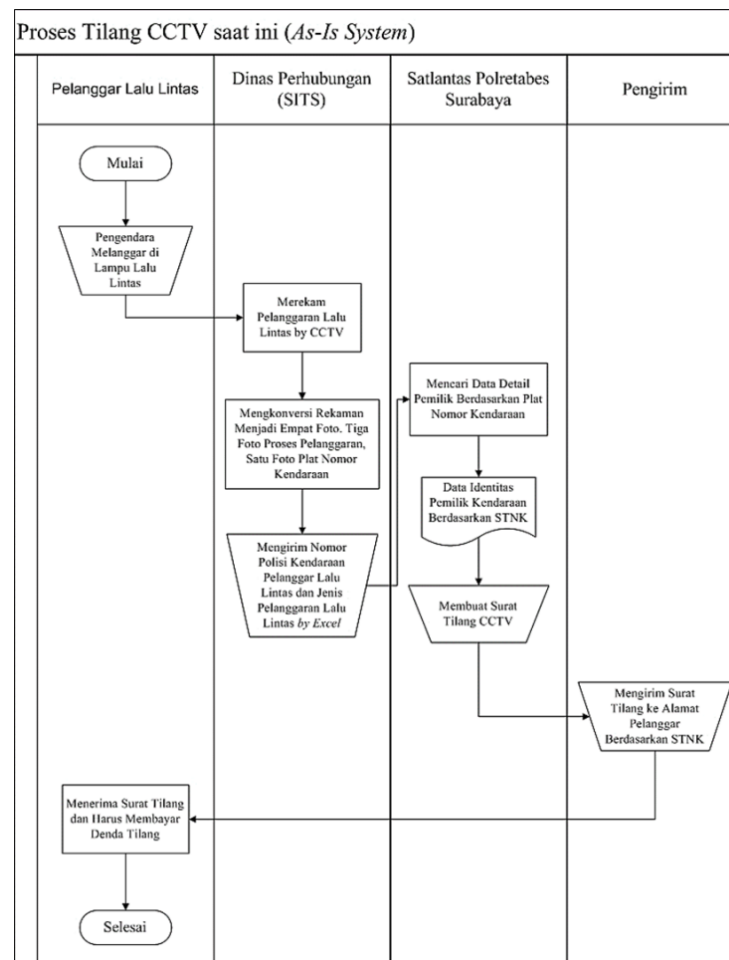 Proses Tilang CCTV saat ini (As-Is System)
Pelanggar Lalu Lintas
Dinas Perhubungan
(SITS)
Satlantas Polretabes
Surabaya
Pengirim
Mulai
Pengendara
Melanggar di
Lampu Lalu
Lintas
Merekam
Pelanggaran Lalu
Lintas by CCTV
Mengkonversi Rekaman
Menjadi Empat Foto. Tiga
Foto Proses Pelanggaran,
Satu Foto Plat Nomor
Kendaraan
Mengirim Nomor
Polisi Kendaraan
Pelanggar Lalu
Lintas dan Jenis
Pelanggaran Lalu
Lintas by Excel
Mencari Data Detail
Pemilik Berdasarkan Plat
Nomor Kendaraan
Data Identitas
Pemilik Kendaraan
Berdasarkan STNK
Membuat Surat
Tilang CCTV
Mengirim Surat
Tilang ke Alamat
Pelanggar
Berdasarkan STNK
Menerima Surat Tilang
dan Harus Membayar
Denda Tilang
Selesai